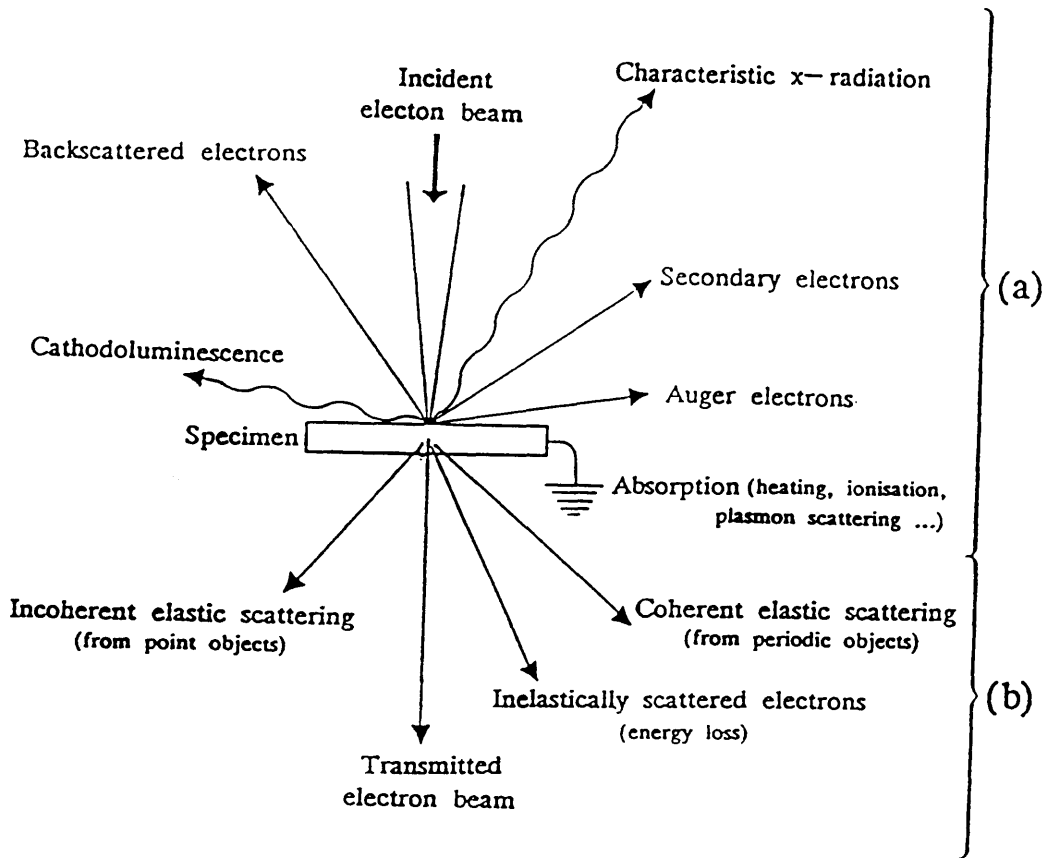 Incident
electon beam
Characteristic x- radiation
Backscattered electrons
Secondary electrons
(a)
Cathodoluminescence
Auger electrons
Specimen
Absorption (heating, ionisation,
plasmon scattering ...)
Incoherent elastic scattering
(from point objects)
Coherent elastic scattering
(from periodic objects)
Inelastically scattered electrons
(energy loss)
(b)
Transmitted
electron beam